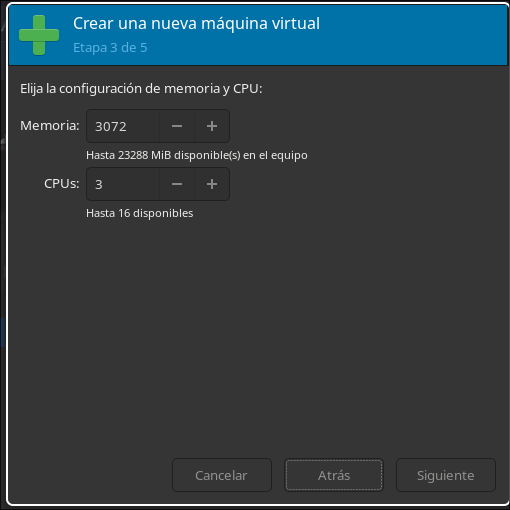 Crear una nueva máquina virtual
Etapa 3 de 5
Elija la configuración de memoria y CPU:
Memoria: 3072 − +
Hasta 23288 MiB disponible(s) en el equipo
CPUs: 3 − +
Hasta 16 disponibles
Cancelar Atrás Siguiente